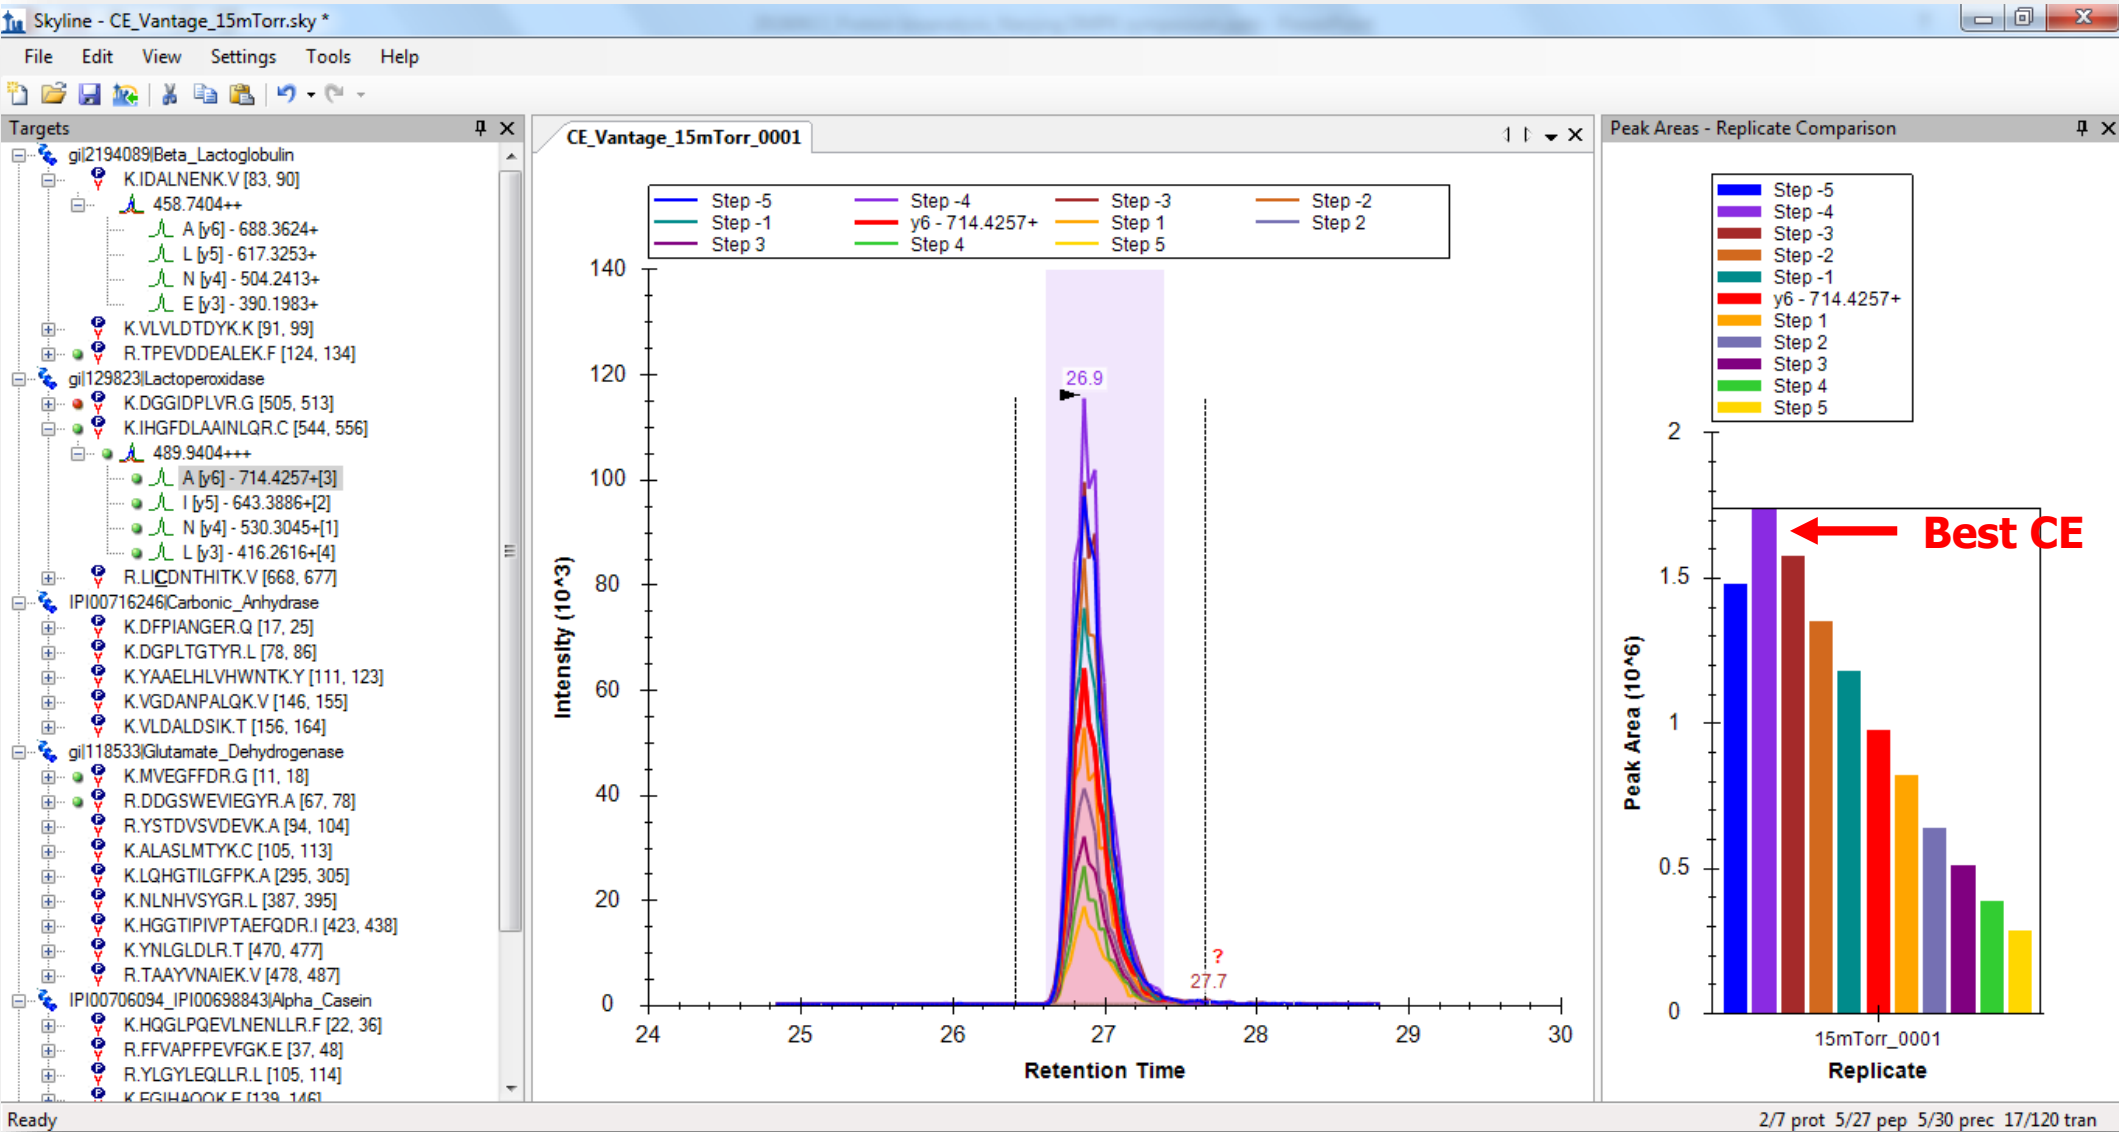 Skyline - CE_Vantage_15mTorr.sky *
File Edit View Settings Tools Help
Targets
gi|2194089|Beta_Lactoglobulin
K.IDALNENK.V [83, 90]
458.7404++
A [y6] - 688.3624+
L [y5] - 617.3253+
N [y4] - 504.2413+
E [y3] - 390.1983+
K.VLVLDTDYK.K [91, 99]
R.TPEVDDEALEK.F [124, 134]
gi|129823|Lactoperoxidase
K.DGGIDPLVR.G [505, 513]
K.IHGFDLAAINLQR.C [544, 556]
489.9404+++
A [y6] - 714.4257+[3]
I [y5] - 643.3886+[2]
N [y4] - 530.3045+[1]
L [y3] - 416.2616+[4]
R.LICDNTHITK.V [668, 677]
IPI00716246|Carbonic_Anhydrase
K.DFPIANGER.Q [17, 25]
K.DGPLTGTYR.L [78, 86]
K.YAAELHLVHWNTK.Y [111, 123]
K.VGDANPALQK.V [146, 155]
K.VLDALDSIK.T [156, 164]
gi|118533|Glutamate_Dehydrogenase
K.MVEGFFDR.G [11, 18]
R.DDGSWEVIEGYR.A [67, 78]
R.YSTDVSVDEVK.A [94, 104]
K.ALASLMTYK.C [105, 113]
K.LQHGTILGFPK.A [295, 305]
K.NLNHVSYGR.L [387, 395]
K.HGGTIPIVPTAEFQDR.I [423, 438]
K.YNLGLDLR.T [470, 477]
R.TAAYVNAIEK.V [478, 487]
IPI00706094_IPI00698843|Alpha_Casein
K.HQGLPQEVLNENLLR.F [22, 36]
R.FFVAPFPEVFGK.E [37, 48]
R.YLGYLEQLLR.L [105, 114]
K.EGIHAQQK.E [139, 146]
CE_Vantage_15mTorr_0001
Step -5 Step -4 Step -3 Step -2
Step -1 y6 - 714.4257+ Step 1 Step 2
Step 3 Step 4 Step 5
140
120
100
80
60
40
20
0
Intensity (10^3)
26.9
?
27.7
24 25 26 27 28 29 30
Retention Time
Peak Areas - Replicate Comparison
Step -5
Step -4
Step -3
Step -2
Step -1
y6 - 714.4257+
Step 1
Step 2
Step 3
Step 4
Step 5
2
1.5
1
0.5
0
Peak Area (10^6)
Best CE
15mTorr_0001
Replicate
Ready
2/7 prot 5/27 pep 5/30 prec 17/120 tran